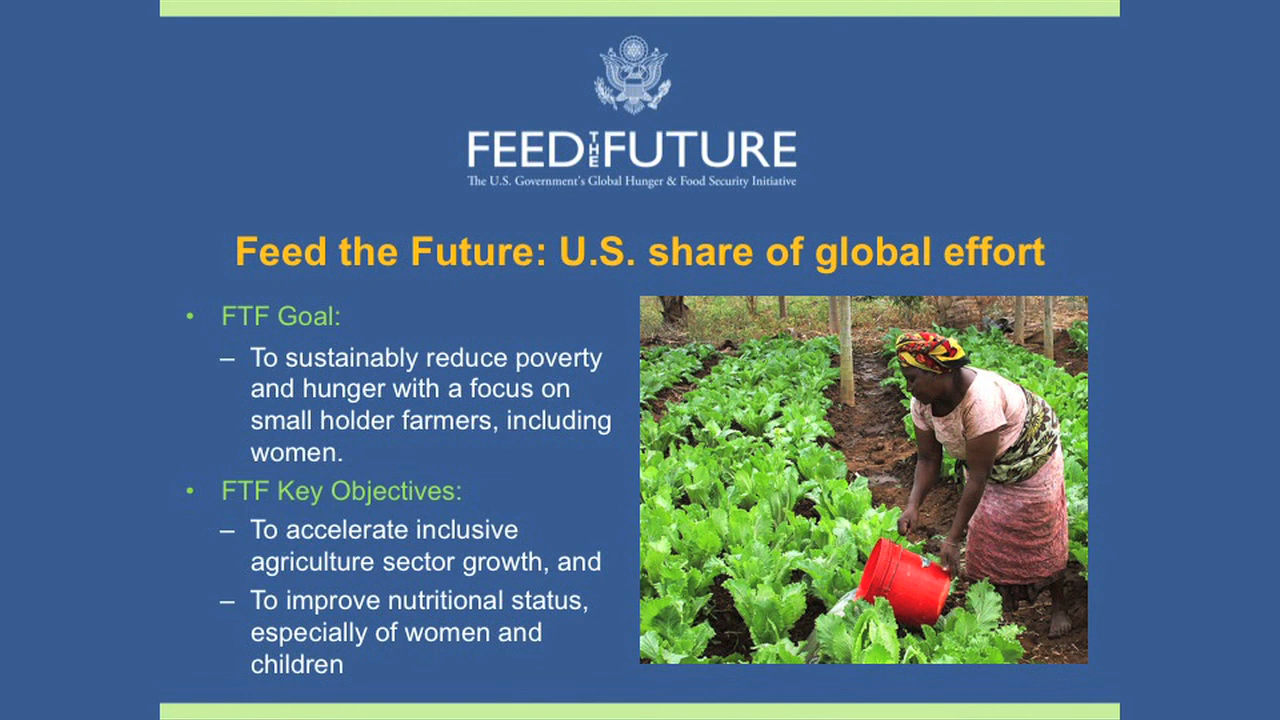 FEED THE FUTURE
The U.S. Government's Global Hunger & Food Security Initiative
Feed the Future: U.S. share of global effort
• FTF Goal:
– To sustainably reduce poverty
and hunger with a focus on
small holder farmers, including
women.
• FTF Key Objectives:
– To accelerate inclusive
agriculture sector growth, and
– To improve nutritional status,
especially of women and
children